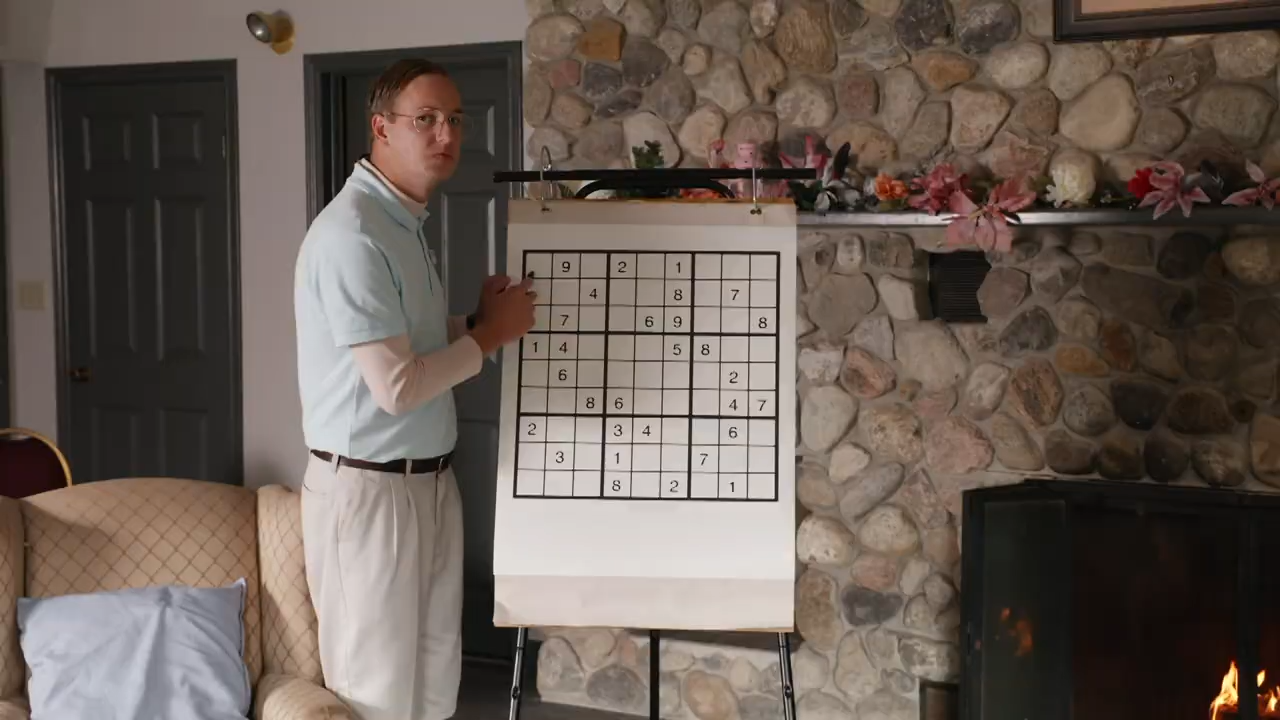 9 2 1
4 8 7
7 6 9 8
1 4 5 8
6 2
8 6 4 7
2 3 4 6
3 1 7
8 2 1